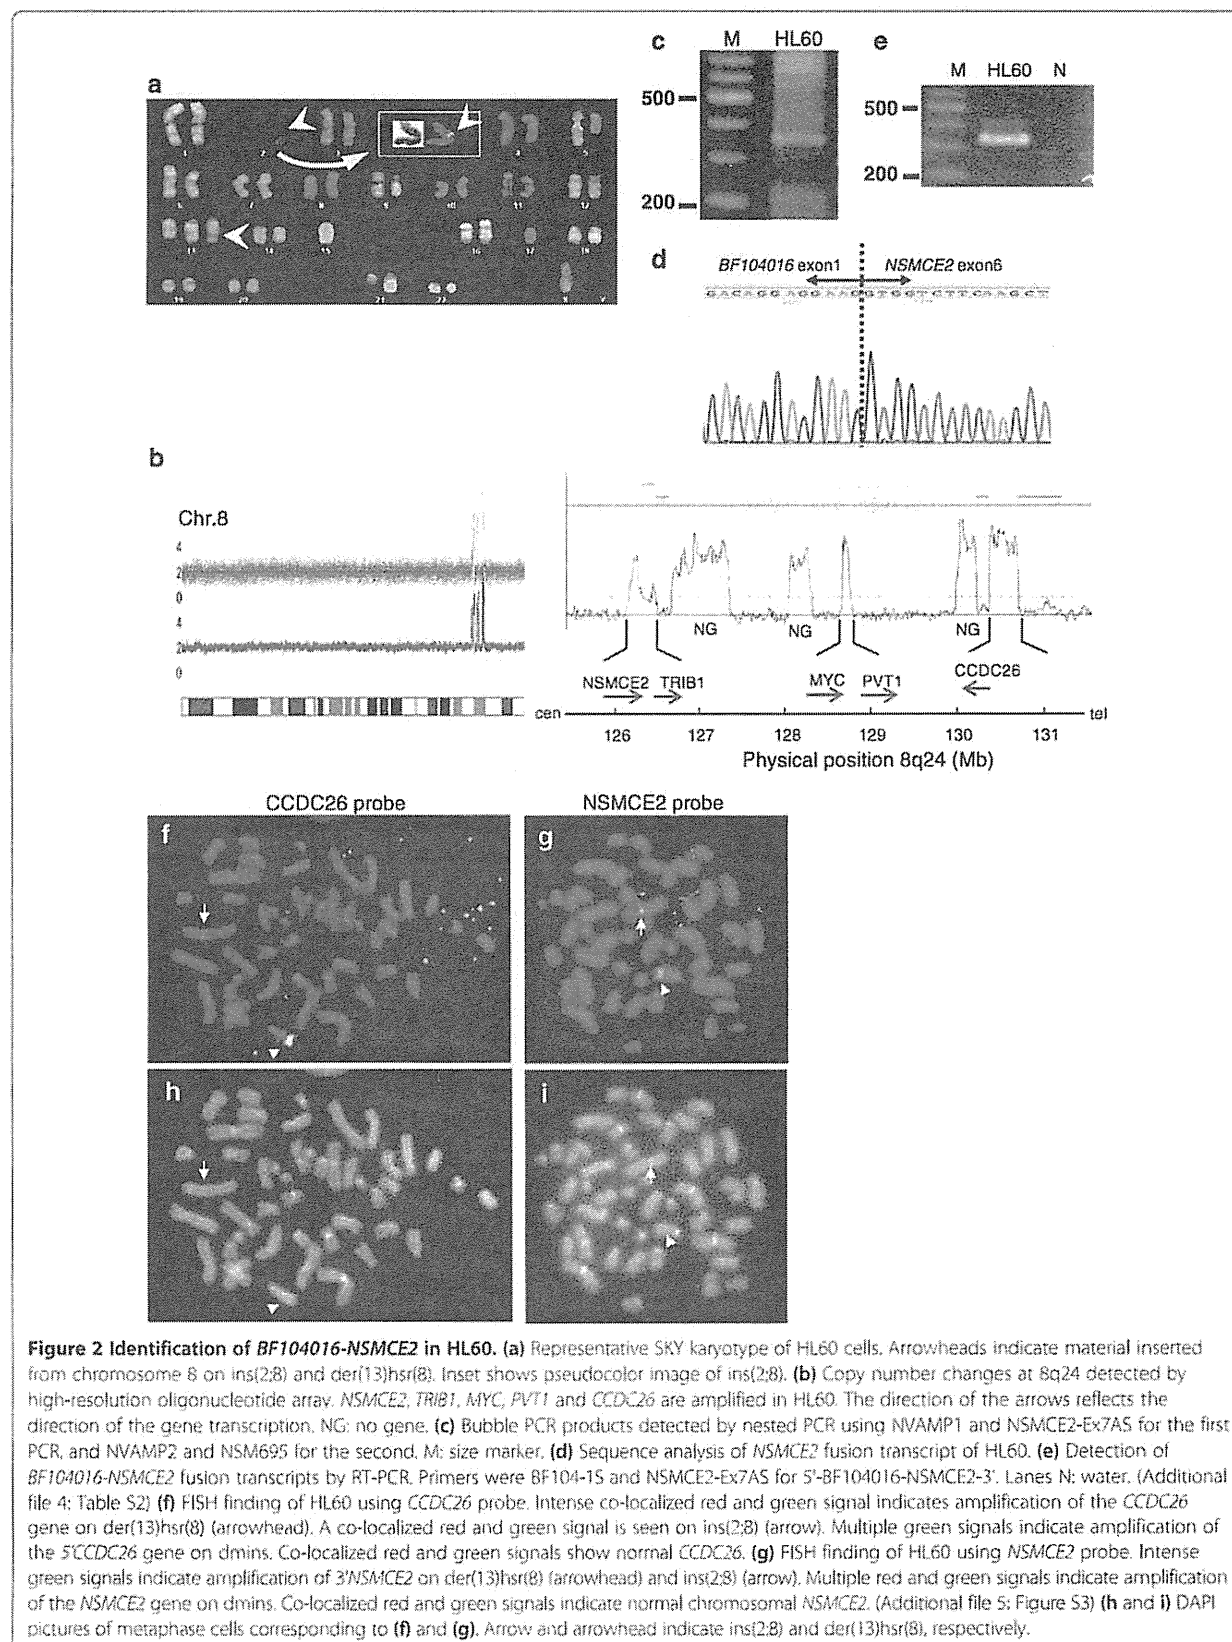 a
c
M HL60
500
200
e
M HL60 N
500
200
d
BF104016 exon1 NSMCE2 exon6
GACAGGAGGAAGGTGGTCTTCAAGCT
b
Chr.8
4
2
0
4
2
0
NG NG NG
NSMCE2 TRIB1 MYC PVT1 CCDC26
cen tel
126 127 128 129 130 131
Physical position 8q24 (Mb)
CCDC26 probe NSMCE2 probe
f g
h i
Figure 2 Identification of BF104016-NSMCE2 in HL60. (a) Representative SKY karyotype of HL60 cells. Arrowheads indicate material inserted
from chromosome 8 on ins(2;8) and der(13)hsr(8). Inset shows pseudocolor image of ins(2;8). (b) Copy number changes at 8q24 detected by
high-resolution oligonucleotide array. NSMCE2, TRIB1, MYC, PVT1 and CCDC26 are amplified in HL60. The direction of the arrows reflects the
direction of the gene transcription. NG: no gene. (c) Bubble PCR products detected by nested PCR using NVAMP1 and NSMCE2-Ex7AS for the first
PCR, and NVAMP2 and NSM695 for the second. M: size marker. (d) Sequence analysis of NSMCE2 fusion transcript of HL60. (e) Detection of
BF104016-NSMCE2 fusion transcripts by RT-PCR. Primers were BF104-1S and NSMCE2-Ex7AS for 5'-BF104016-NSMCE2-3'. Lanes N: water. (Additional
file 4: Table S2) (f) FISH finding of HL60 using CCDC26 probe. Intense co-localized red and green signal indicates amplification of the CCDC26
gene on der(13)hsr(8) (arrowhead). A co-localized red and green signal is seen on ins(2;8) (arrow). Multiple green signals indicate amplification of
the 5'CCDC26 gene on dmins. Co-localized red and green signals show normal CCDC26. (g) FISH finding of HL60 using NSMCE2 probe. Intense
green signals indicate amplification of 3'NSMCE2 on der(13)hsr(8) (arrowhead) and ins(2;8) (arrow). Multiple red and green signals indicate amplification
of the NSMCE2 gene on dmins. Co-localized red and green signals indicate normal chromosomal NSMCE2. (Additional file 5: Figure S3) (h and i) DAPI
pictures of metaphase cells corresponding to (f) and (g). Arrow and arrowhead indicate ins(2;8) and der(13)hsr(8), respectively.